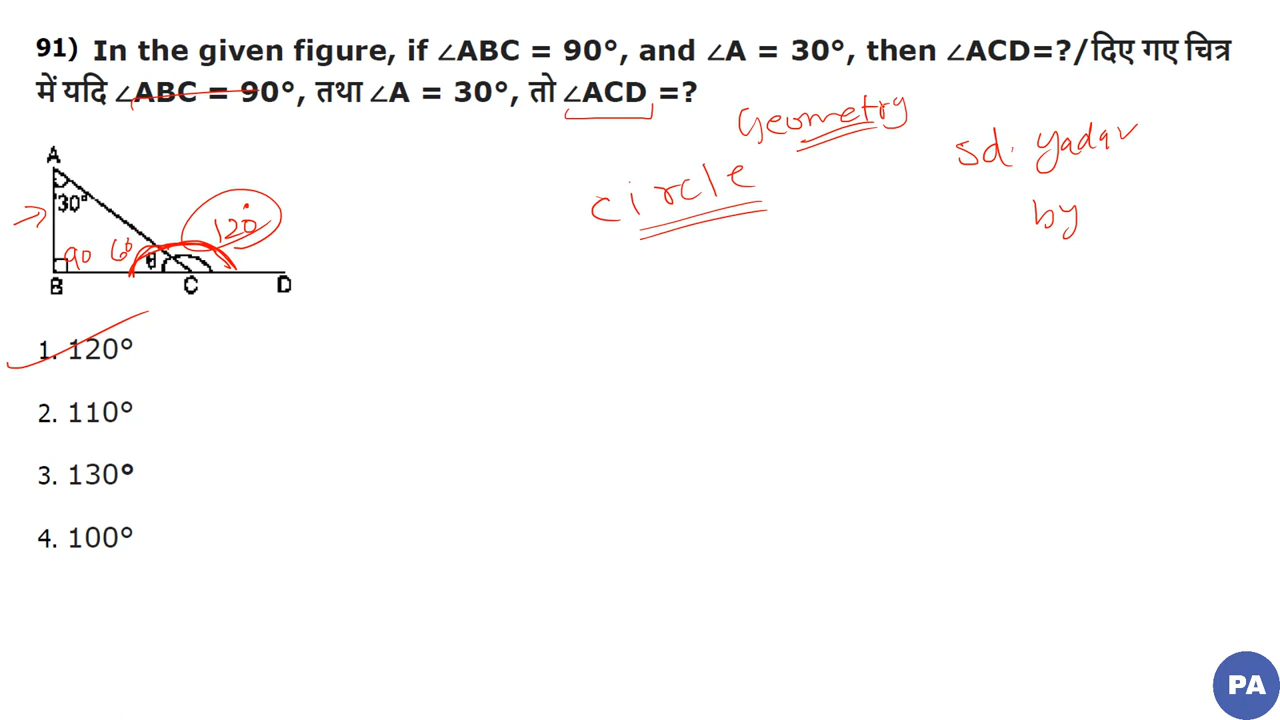 91) In the given figure, if ∠ABC = 90°, and ∠A = 30°, then ∠ACD=?/दिए गए चित्र
में यदि ∠ABC = 90°, तथा ∠A = 30°, तो ∠ACD =?
Geometry
sd. yadav
circle
by
A
30°
120°
90
60
θ
B
C
D
1. 120°
2. 110°
3. 130°
4. 100°
PA